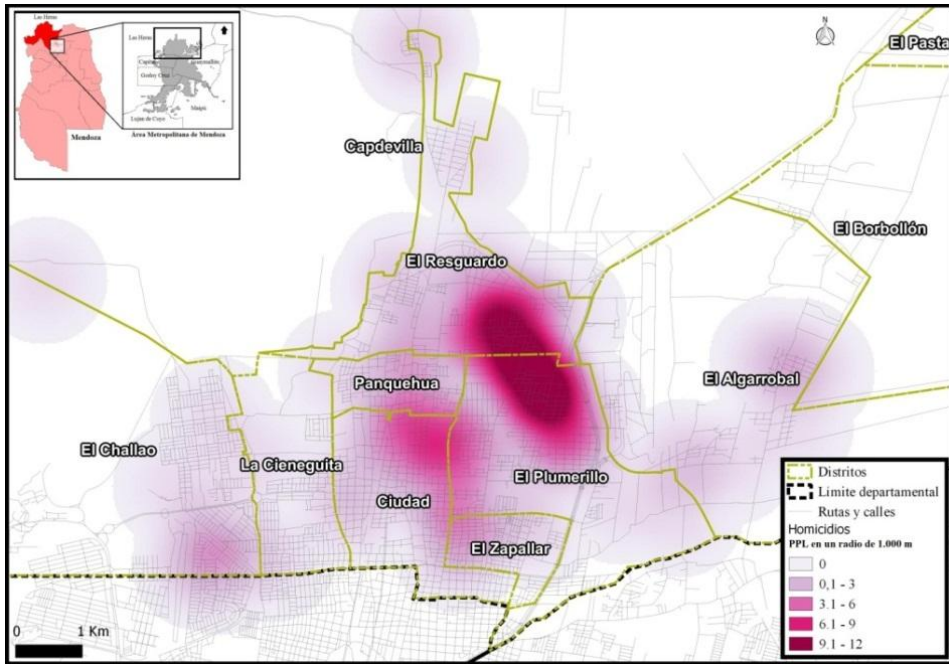 Las Heras
Mendoza
Las Heras
Capital
Guaymallén
Godoy Cruz
Maipú
Lujan de Cuyo
Área Metropolitana de Mendoza
N
El Pasta
Capdevilla
El Borbollón
El Resguardo
Panquehua
El Algarrobal
El Challao
La Cieneguita
El Plumerillo
Ciudad
El Zapallar
0 1 Km
Distritos
Limite departamental
Rutas y calles
Homicidios
PPL en un radio de 1.000 m
0
0,1 - 3
3.1 - 6
6.1 - 9
9.1 - 12